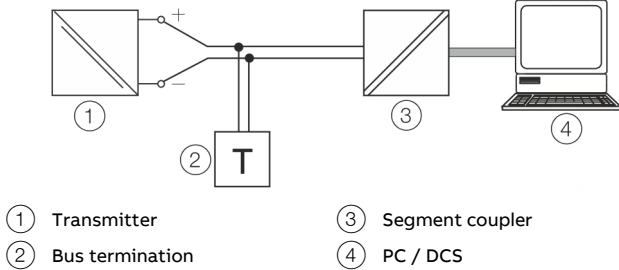 +
−
1
3
4
2 T
1 Transmitter
2 Bus termination
3 Segment coupler
4 PC / DCS